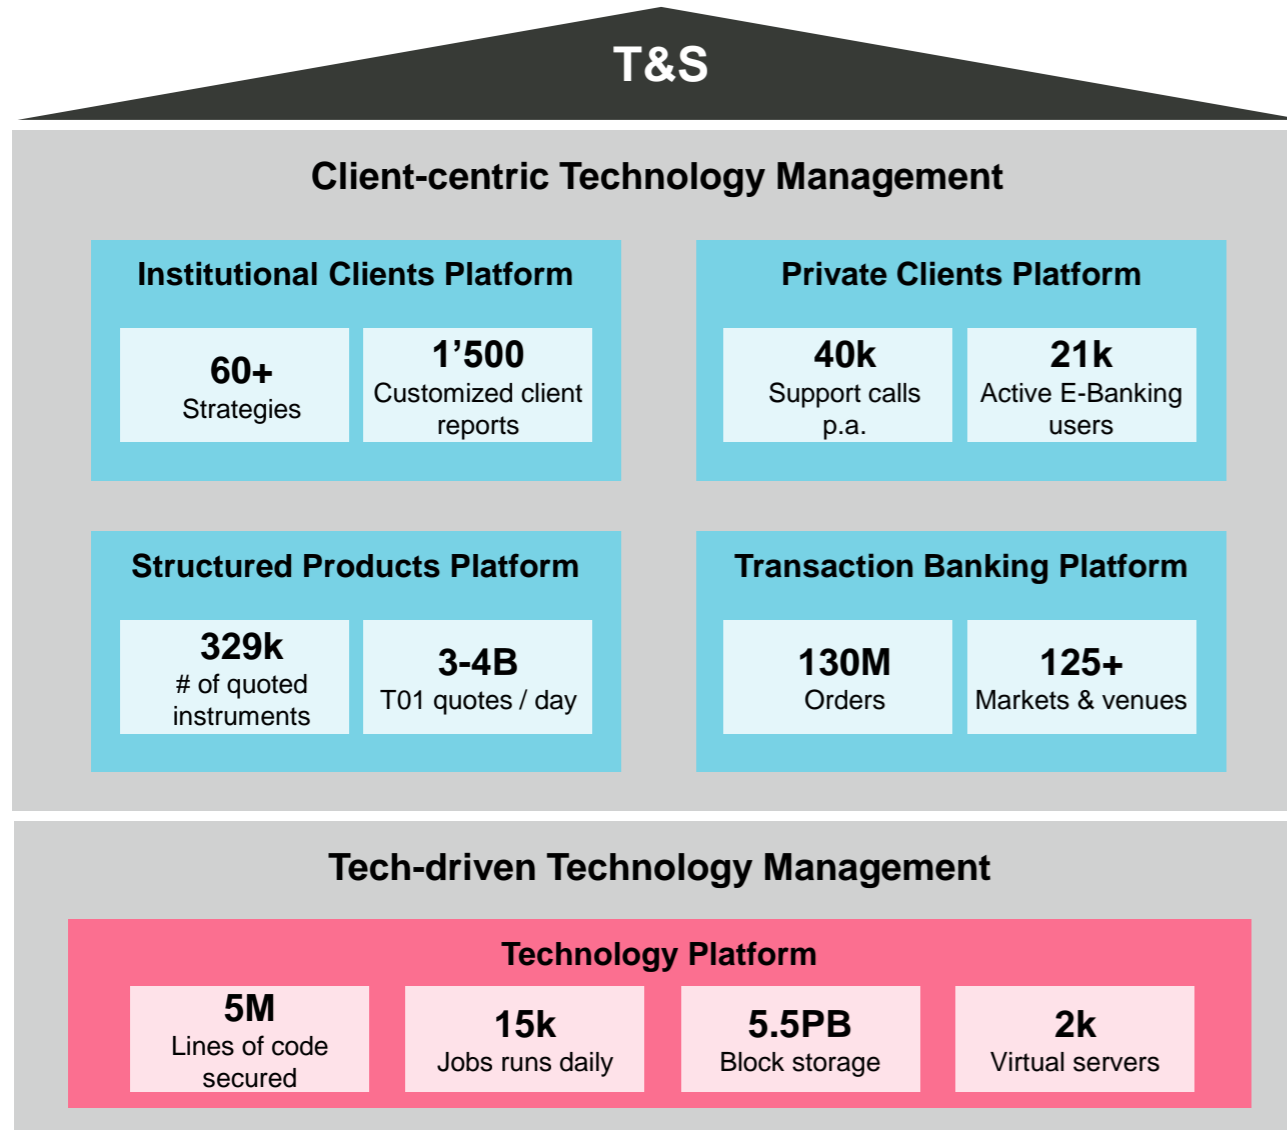 T&S
Client-centric Technology Management
Institutional Clients Platform
60+
Strategies
1’500
Customized client
reports
Private Clients Platform
40k
Support calls
p.a.
21k
Active E-Banking
users
Structured Products Platform
329k
# of quoted
instruments
3-4B
T01 quotes / day
Transaction Banking Platform
130M
Orders
125+
Markets & venues
Tech-driven Technology Management
Technology Platform
5M
Lines of code
secured
15k
Jobs runs daily
5.5PB
Block storage
2k
Virtual servers